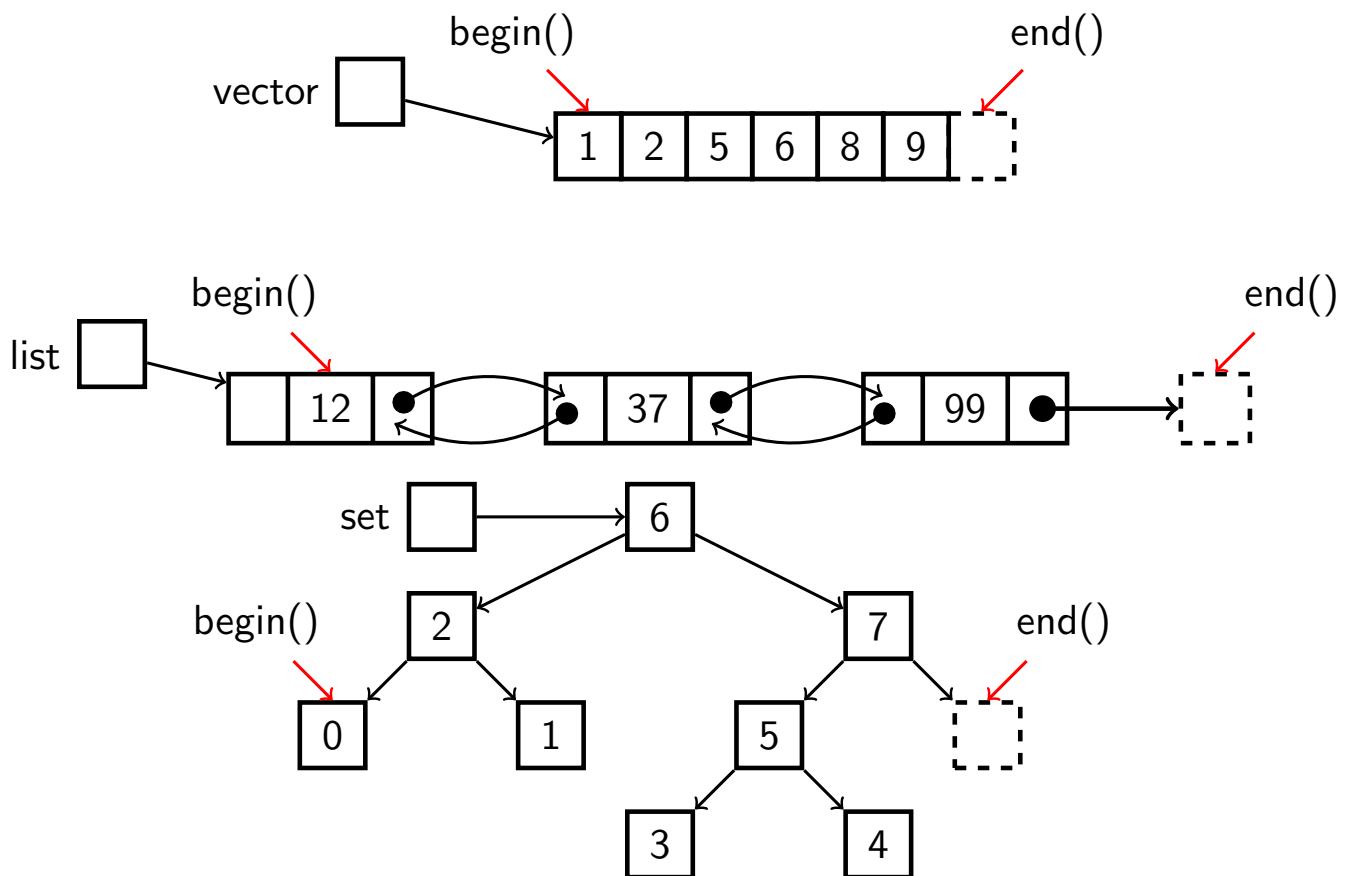 begin() end()
vector
1 2 5 6 8 9
begin() end()
list
12 37 99
set 6
begin() 2 7 end()
0 1 5
3 4